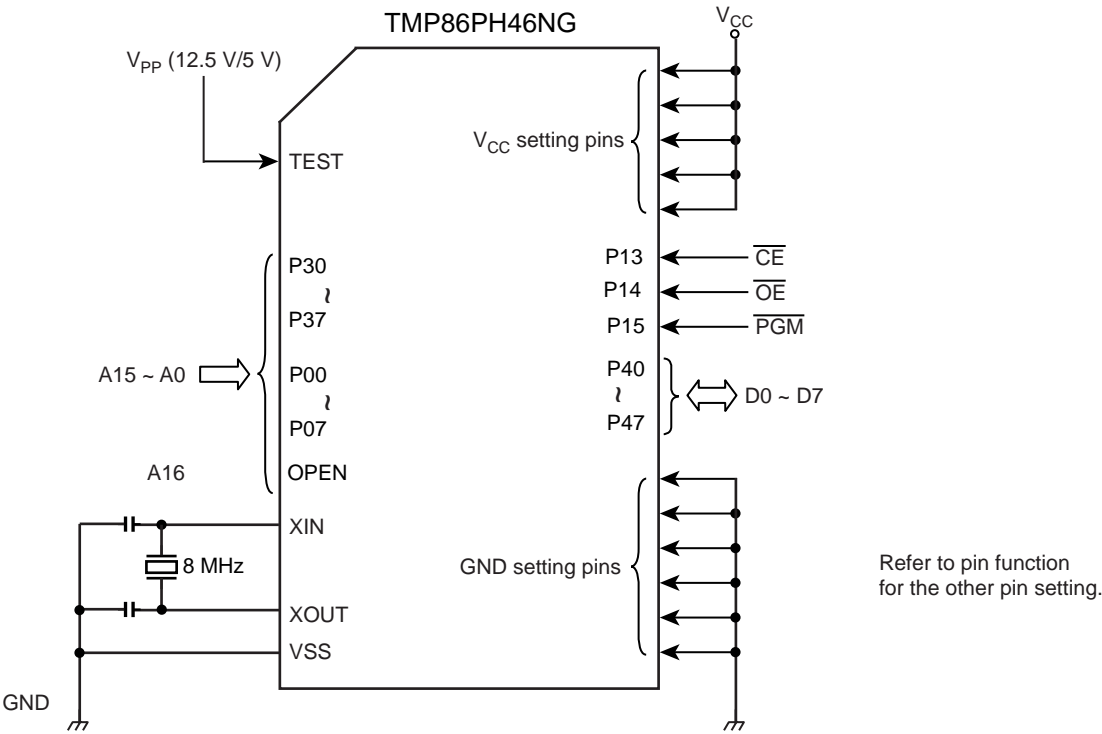 TMP86PH46NG
VCC
VPP (12.5 V/5 V)
VCC setting pins
TEST
P13
CE
P30
~
P37
P14
OE
P15
PGM
A15 ~ A0
P00
~
P07
P40
~
P47
D0 ~ D7
A16
OPEN
XIN
8 MHz
XOUT
VSS
GND setting pins
Refer to pin function
for the other pin setting.
GND